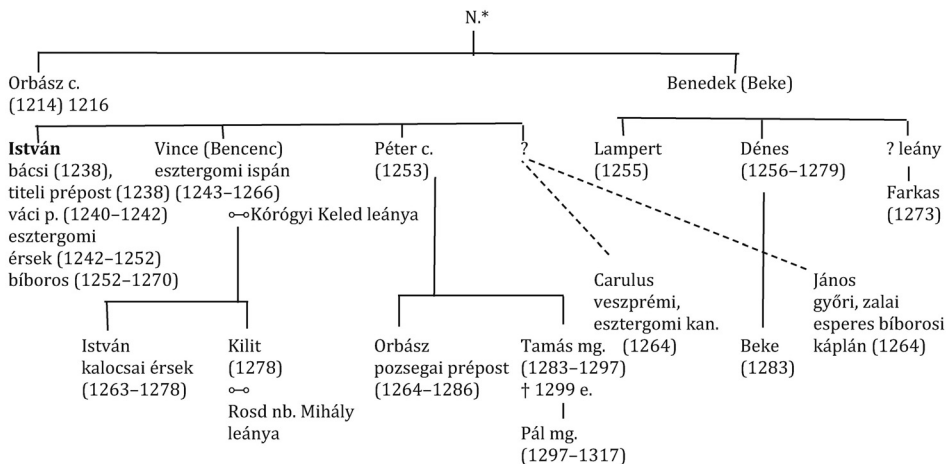 N.*
Orbász c.
(1214) 1216
Benedek (Beke)
István
bácsi (1238),
titeli prépost (1238)
váci p. (1240–1242)
esztergomi
érsek (1242–1252)
bíboros (1252–1270)
Vince (Bencenc)
esztergomi ispán
(1243–1266)
Kórógyi Keled leánya
Péter c.
(1253)
?
Lampert
(1255)
Dénes
(1256–1279)
? leány
Farkas
(1273)
Carulus
veszprémi,
esztergomi kan.
(1264)
János
győri, zalai
esperes bíborosi
káplán (1264)
István
kalocsai érsek
(1263–1278)
Kilit
(1278)
Rosd nb. Mihály
leánya
Orbász
pozsegai prépost
(1264–1286)
Tamás mg.
(1283–1297)
† 1299 e.
Pál mg.
(1297–1317)
Beke
(1283)